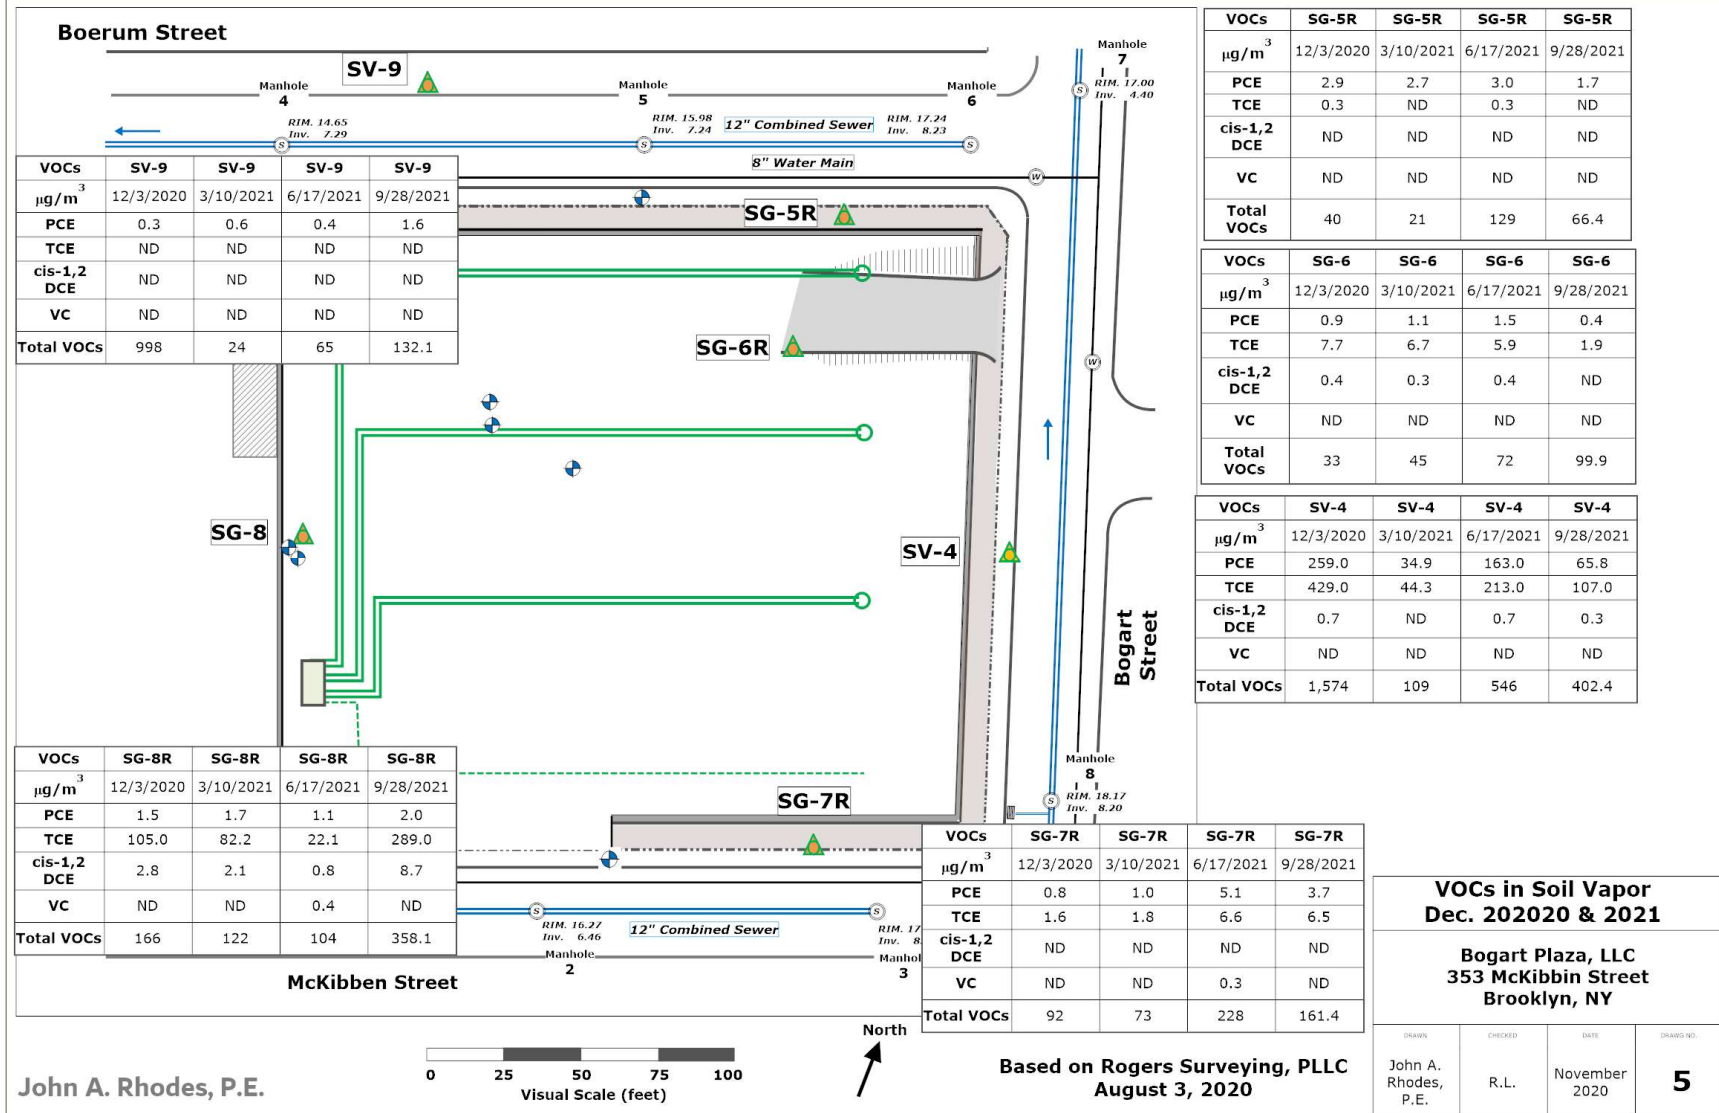 Boerum Street
SV-9
Manhole
4
Manhole
5
Manhole
6
Manhole
7
RIM. 14.65
Inv. 7.29
RIM. 15.98
Inv. 7.24
12" Combined Sewer
RIM. 17.24
Inv. 8.23
RIM. 17.00
Inv. 4.40
S
S
S
S
8" Water Main
W
W
VOCs SV-9 SV-9 SV-9 SV-9
µg/m3 12/3/2020 3/10/2021 6/17/2021 9/28/2021
PCE 0.3 0.6 0.4 1.6
TCE ND ND ND ND
cis-1,2 DCE ND ND ND ND
VC ND ND ND ND
Total VOCs 998 24 65 132.1
SG-5R
SG-6R
SG-8
SV-4
Bogart
Street
SG-7R
VOCs SG-5R SG-5R SG-5R SG-5R
µg/m3 12/3/2020 3/10/2021 6/17/2021 9/28/2021
PCE 2.9 2.7 3.0 1.7
TCE 0.3 ND 0.3 ND
cis-1,2 DCE ND ND ND ND
VC ND ND ND ND
Total VOCs 40 21 129 66.4
VOCs SG-6 SG-6 SG-6 SG-6
µg/m3 12/3/2020 3/10/2021 6/17/2021 9/28/2021
PCE 0.9 1.1 1.5 0.4
TCE 7.7 6.7 5.9 1.9
cis-1,2 DCE 0.4 0.3 0.4 ND
VC ND ND ND ND
Total VOCs 33 45 72 99.9
VOCs SV-4 SV-4 SV-4 SV-4
µg/m3 12/3/2020 3/10/2021 6/17/2021 9/28/2021
PCE 259.0 34.9 163.0 65.8
TCE 429.0 44.3 213.0 107.0
cis-1,2 DCE 0.7 ND 0.7 0.3
VC ND ND ND ND
Total VOCs 1,574 109 546 402.4
Manhole
8
S
RIM. 18.17
Inv. 8.20
VOCs SG-8R SG-8R SG-8R SG-8R
µg/m3 12/3/2020 3/10/2021 6/17/2021 9/28/2021
PCE 1.5 1.7 1.1 2.0
TCE 105.0 82.2 22.1 289.0
cis-1,2 DCE 2.8 2.1 0.8 8.7
VC ND ND 0.4 ND
Total VOCs 166 122 104 358.1
VOCs SG-7R SG-7R SG-7R SG-7R
µg/m3 12/3/2020 3/10/2021 6/17/2021 9/28/2021
PCE 0.8 1.0 5.1 3.7
TCE 1.6 1.8 6.6 6.5
cis-1,2 DCE ND ND ND ND
VC ND ND 0.3 ND
Total VOCs 92 73 228 161.4
S
S
RIM. 16.27
Inv. 6.46
12" Combined Sewer
RIM. 17
Inv. 8.
Manhole
2
Manhol
3
McKibben Street
North
0 25 50 75 100
Visual Scale (feet)
John A. Rhodes, P.E.
Based on Rogers Surveying, PLLC
August 3, 2020
VOCs in Soil Vapor
Dec. 202020 & 2021
Bogart Plaza, LLC
353 McKibbin Street
Brooklyn, NY
DRAWN CHECKED DATE DRAWG NO.
John A.
Rhodes,
P.E.
R.L.
November
2020
5